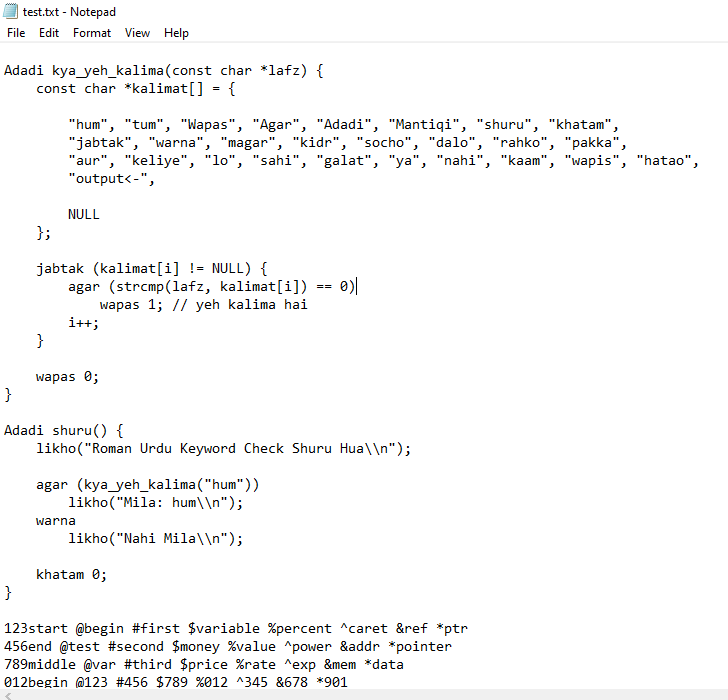 test.txt - Notepad
File Edit Format View Help
Adadi kya_yeh_kalima(const char *lafz) {
    const char *kalimat[] = {
        "hum", "tum", "Wapas", "Agar", "Adadi", "Mantiqi", "shuru", "khatam",
        "jabtak", "warna", "magar", "kidr", "socho", "dalo", "rahko", "pakka",
        "aur", "keliye", "lo", "sahi", "galat", "ya", "nahi", "kaam", "wapis", "hatao",
        "output<-",
        NULL
    };
    jabtak (kalimat[i] != NULL) {
        agar (strcmp(lafz, kalimat[i]) == 0)
            wapas 1; // yeh kalima hai
        i++;
    }
    wapas 0;
}
Adadi shuru() {
    likho("Roman Urdu Keyword Check Shuru Hua\\n");
    agar (kya_yeh_kalima("hum"))
        likho("Mila: hum\\n");
    warna
        likho("Nahi Mila\\n");
    khatam 0;
}
123start @begin #first $variable %percent ^caret &ref *ptr
456end @test #second $money %value ^power &addr *pointer
789middle @var #third $price %rate ^exp &mem *data
012begin @123 #456 $789 %012 ^345 &678 *901